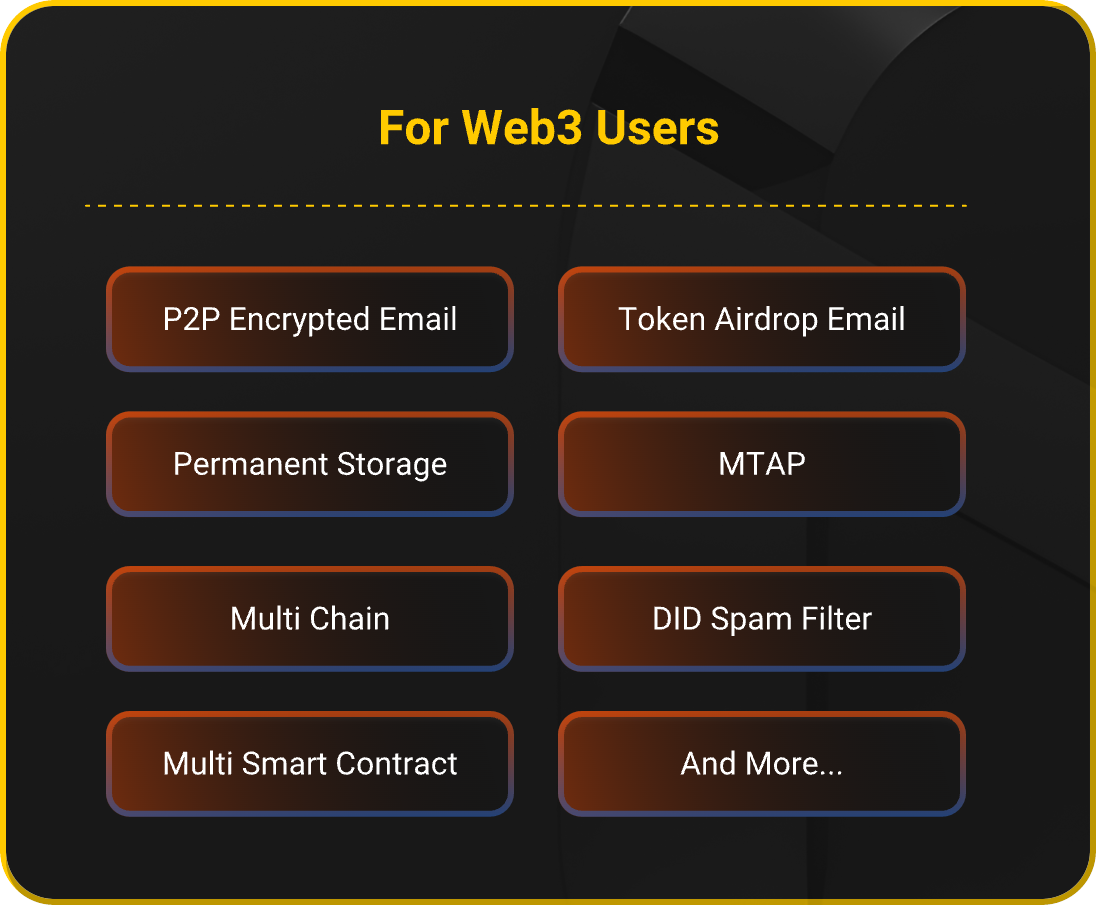 For Web3 Users
P2P Encrypted Email
Token Airdrop Email
Permanent Storage
MTAP
Multi Chain
DID Spam Filter
Multi Smart Contract
And More...